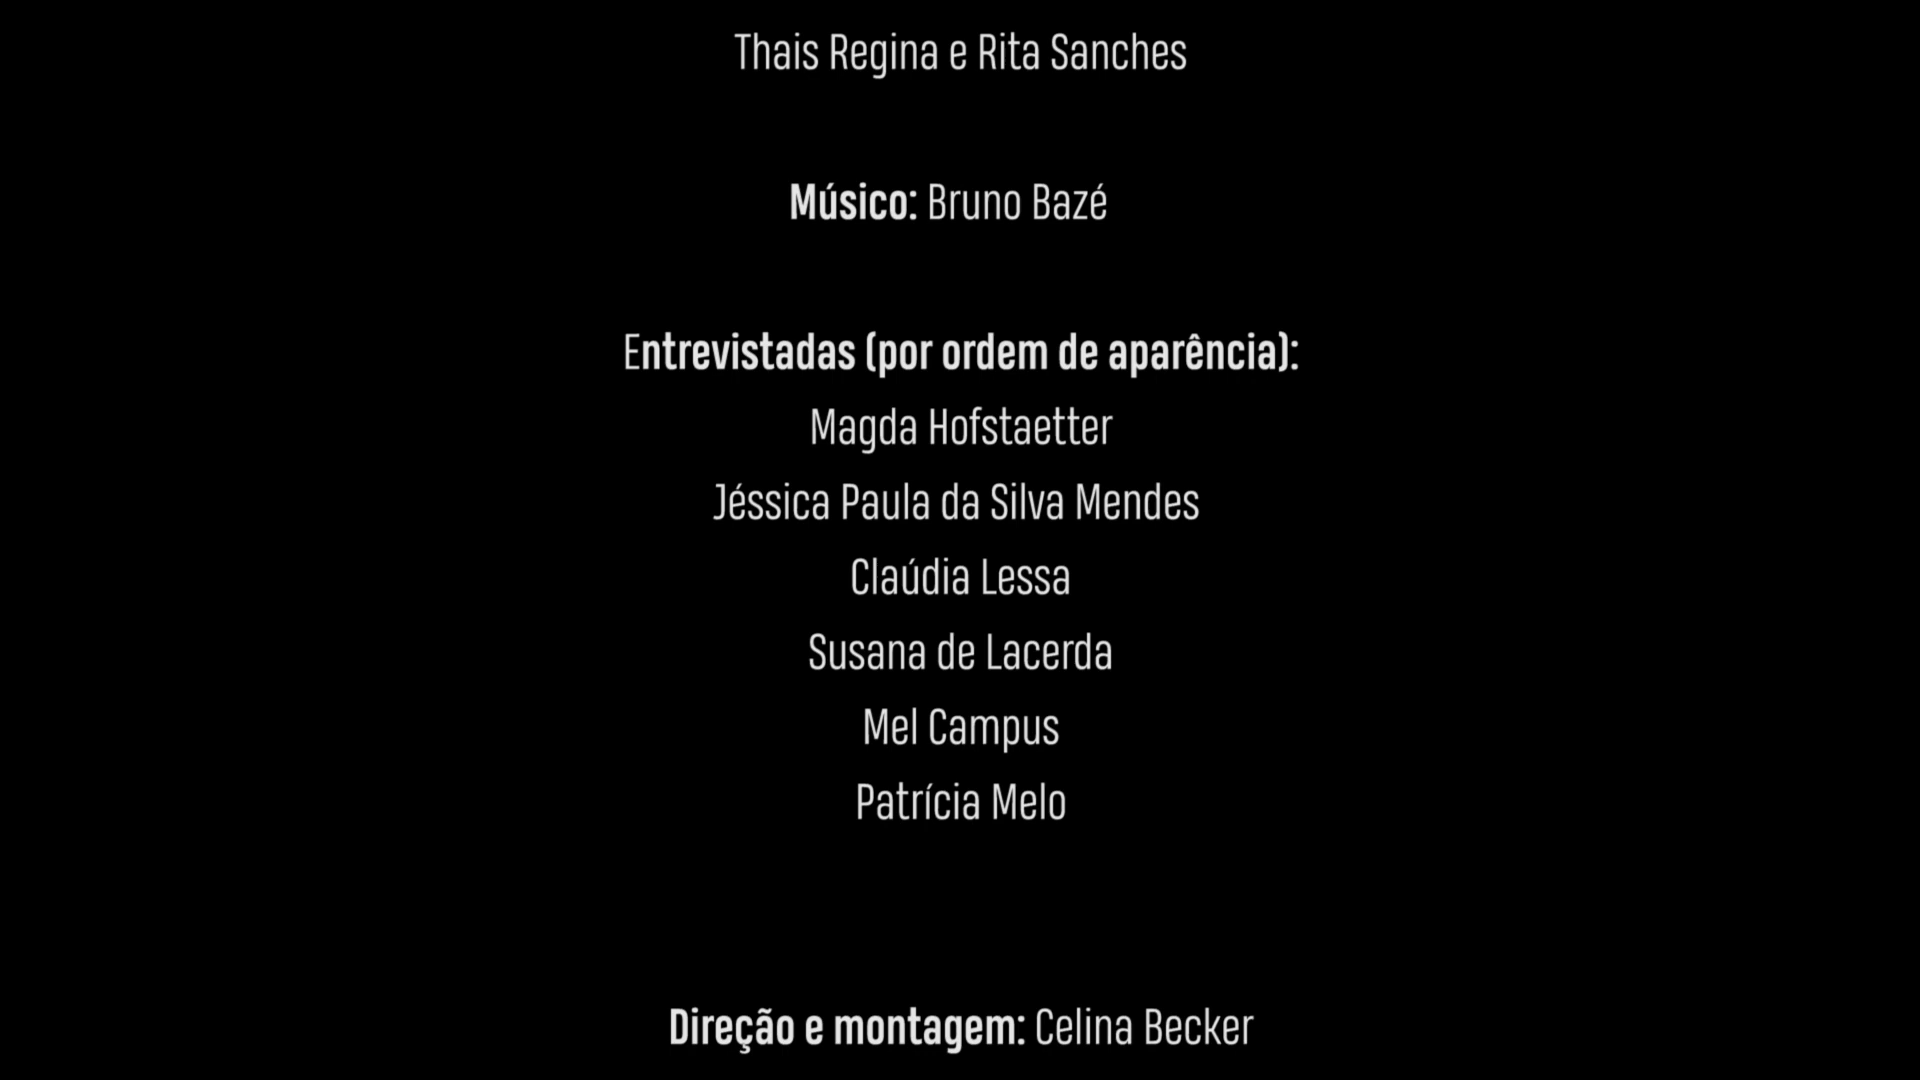 Thais Regina e Rita Sanches
Músico: Bruno Bazé
Entrevistadas (por ordem de aparência):
Magda Hofstaetter
Jéssica Paula da Silva Mendes
Claúdia Lessa
Susana de Lacerda
Mel Campus
Patrícia Melo
Direção e montagem: Celina Becker